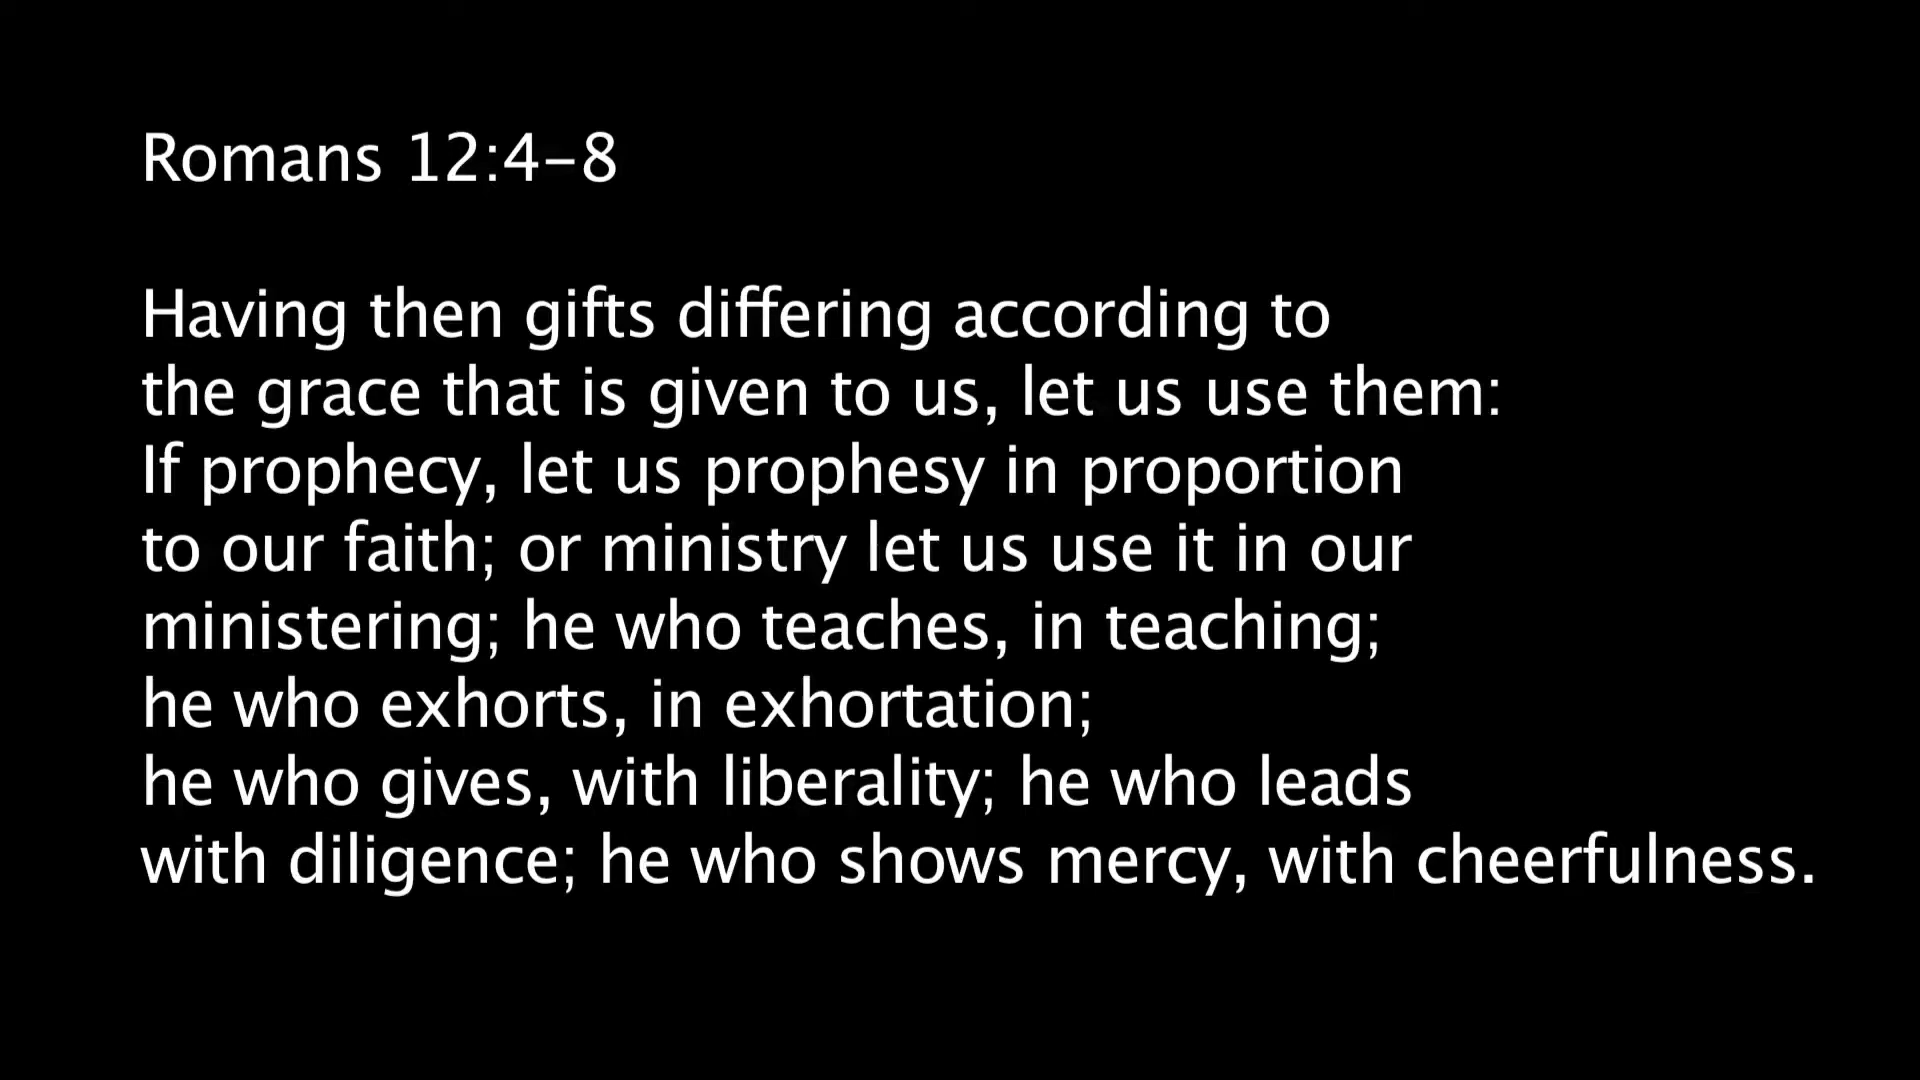 Romans 12:4–8
Having then gifts differing according to
the grace that is given to us, let us use them:
If prophecy, let us prophesy in proportion
to our faith; or ministry let us use it in our
ministering; he who teaches, in teaching;
he who exhorts, in exhortation;
he who gives, with liberality; he who leads
with diligence; he who shows mercy, with cheerfulness.